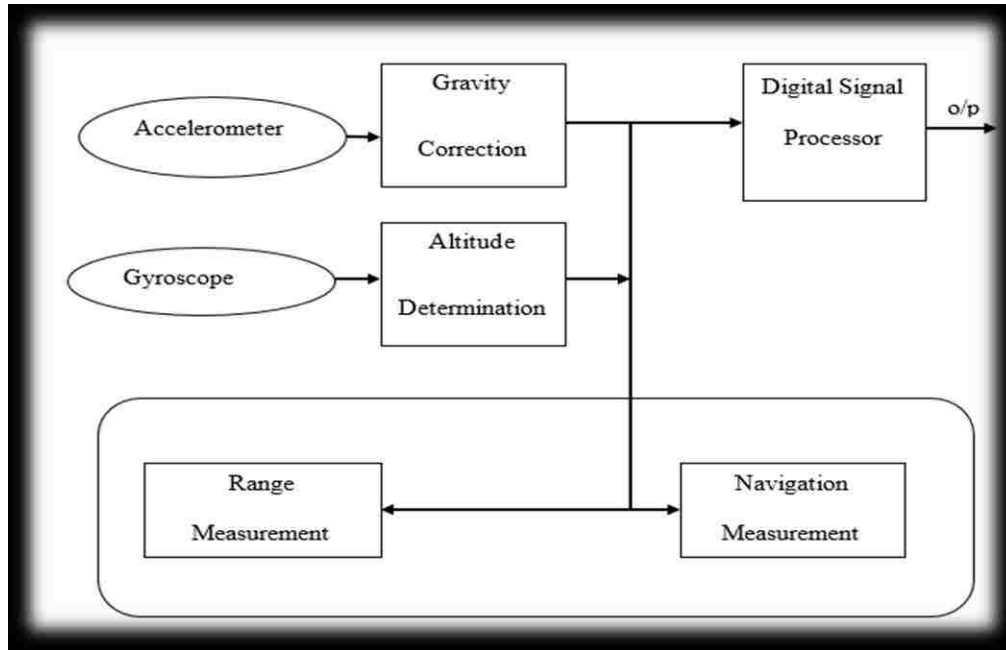 Accelerometer
Gravity
Correction
Digital Signal
Processor
o/p
Gyroscope
Altitude
Determination
Range
Measurement
Navigation
Measurement